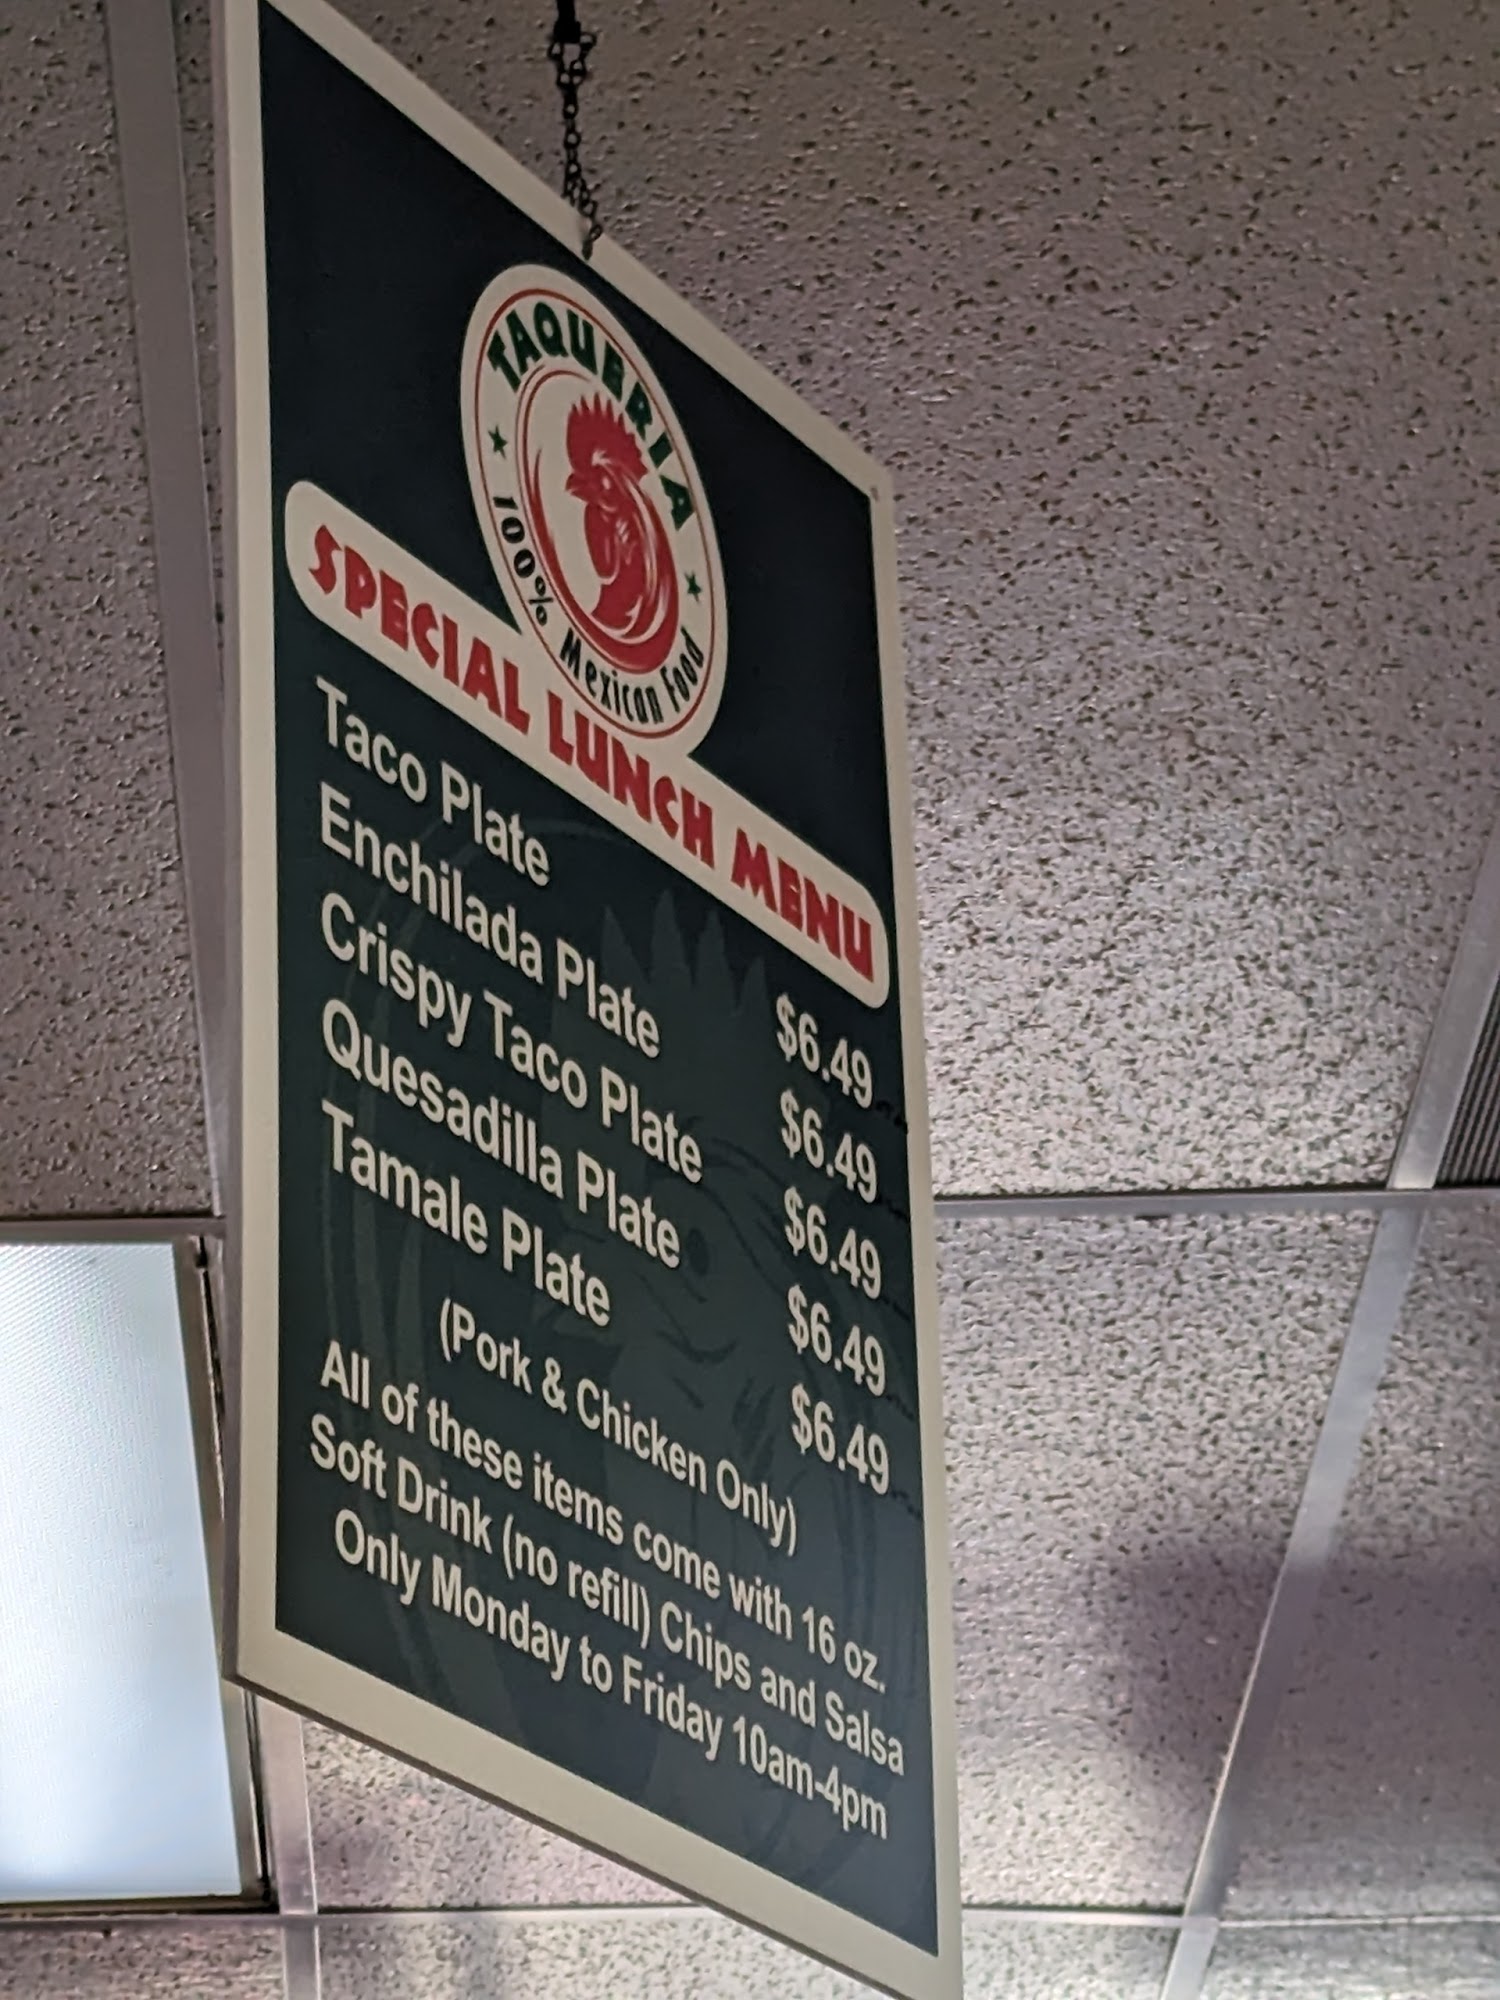 TAQUERIA
100% Mexican Food
SPECIAL LUNCH MENU
Taco Plate $6.49
Enchilada Plate $6.49
Crispy Taco Plate $6.49
Quesadilla Plate $6.49
Tamale Plate $6.49
(Pork & Chicken Only)
All of these items come with 16 oz.
Soft Drink (no refill) Chips and Salsa
Only Monday to Friday 10am-4pm